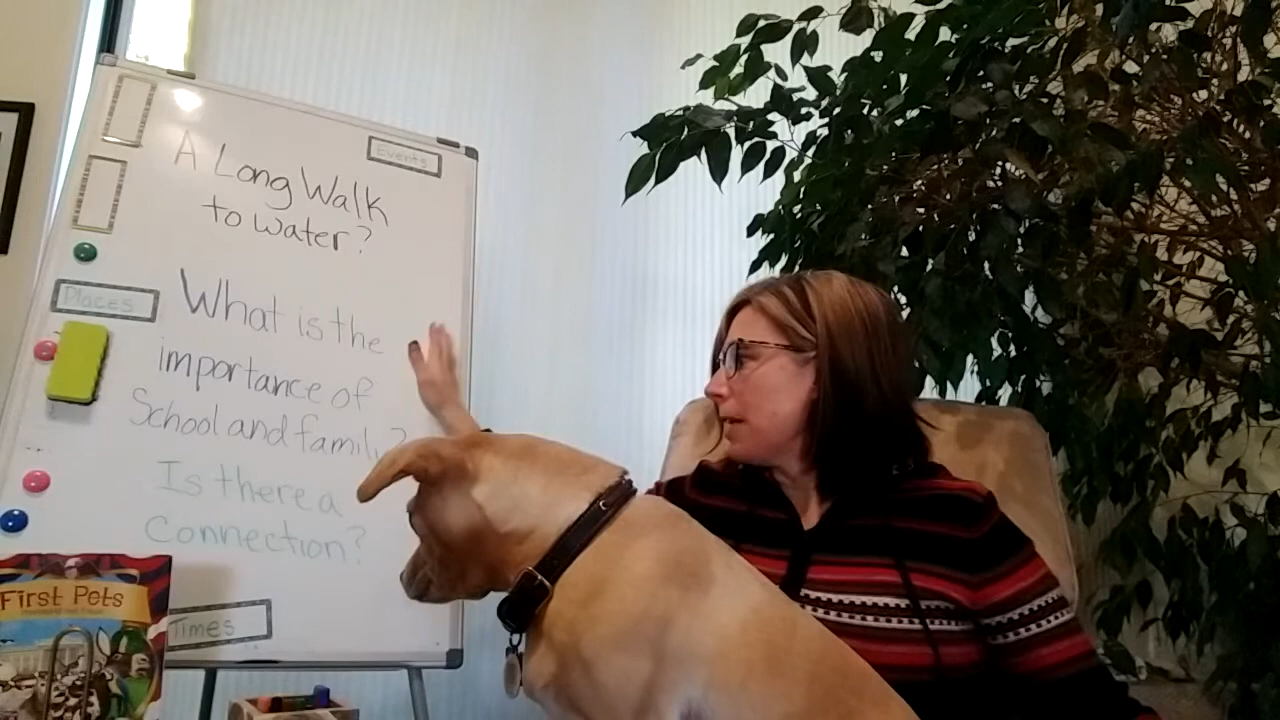 Events
A Long Walk
to water?
Places
What is the
importance of
School and family?
Is there a
Connection?
First Pets
Times